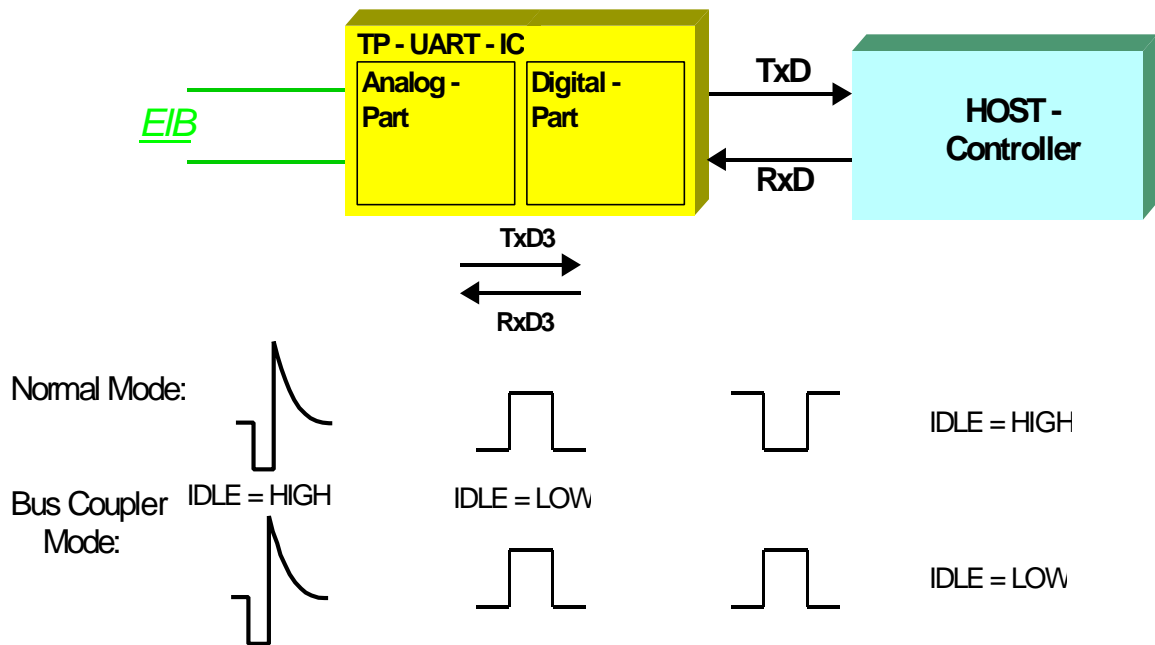 TP - UART - IC
Analog -
Part
Digital -
Part
TxD
RxD
HOST -
Controller
EIB
TxD3
RxD3
Normal Mode:
IDLE = HIGH
Bus Coupler
Mode:
IDLE = HIGH
IDLE = LOW
IDLE = LOW